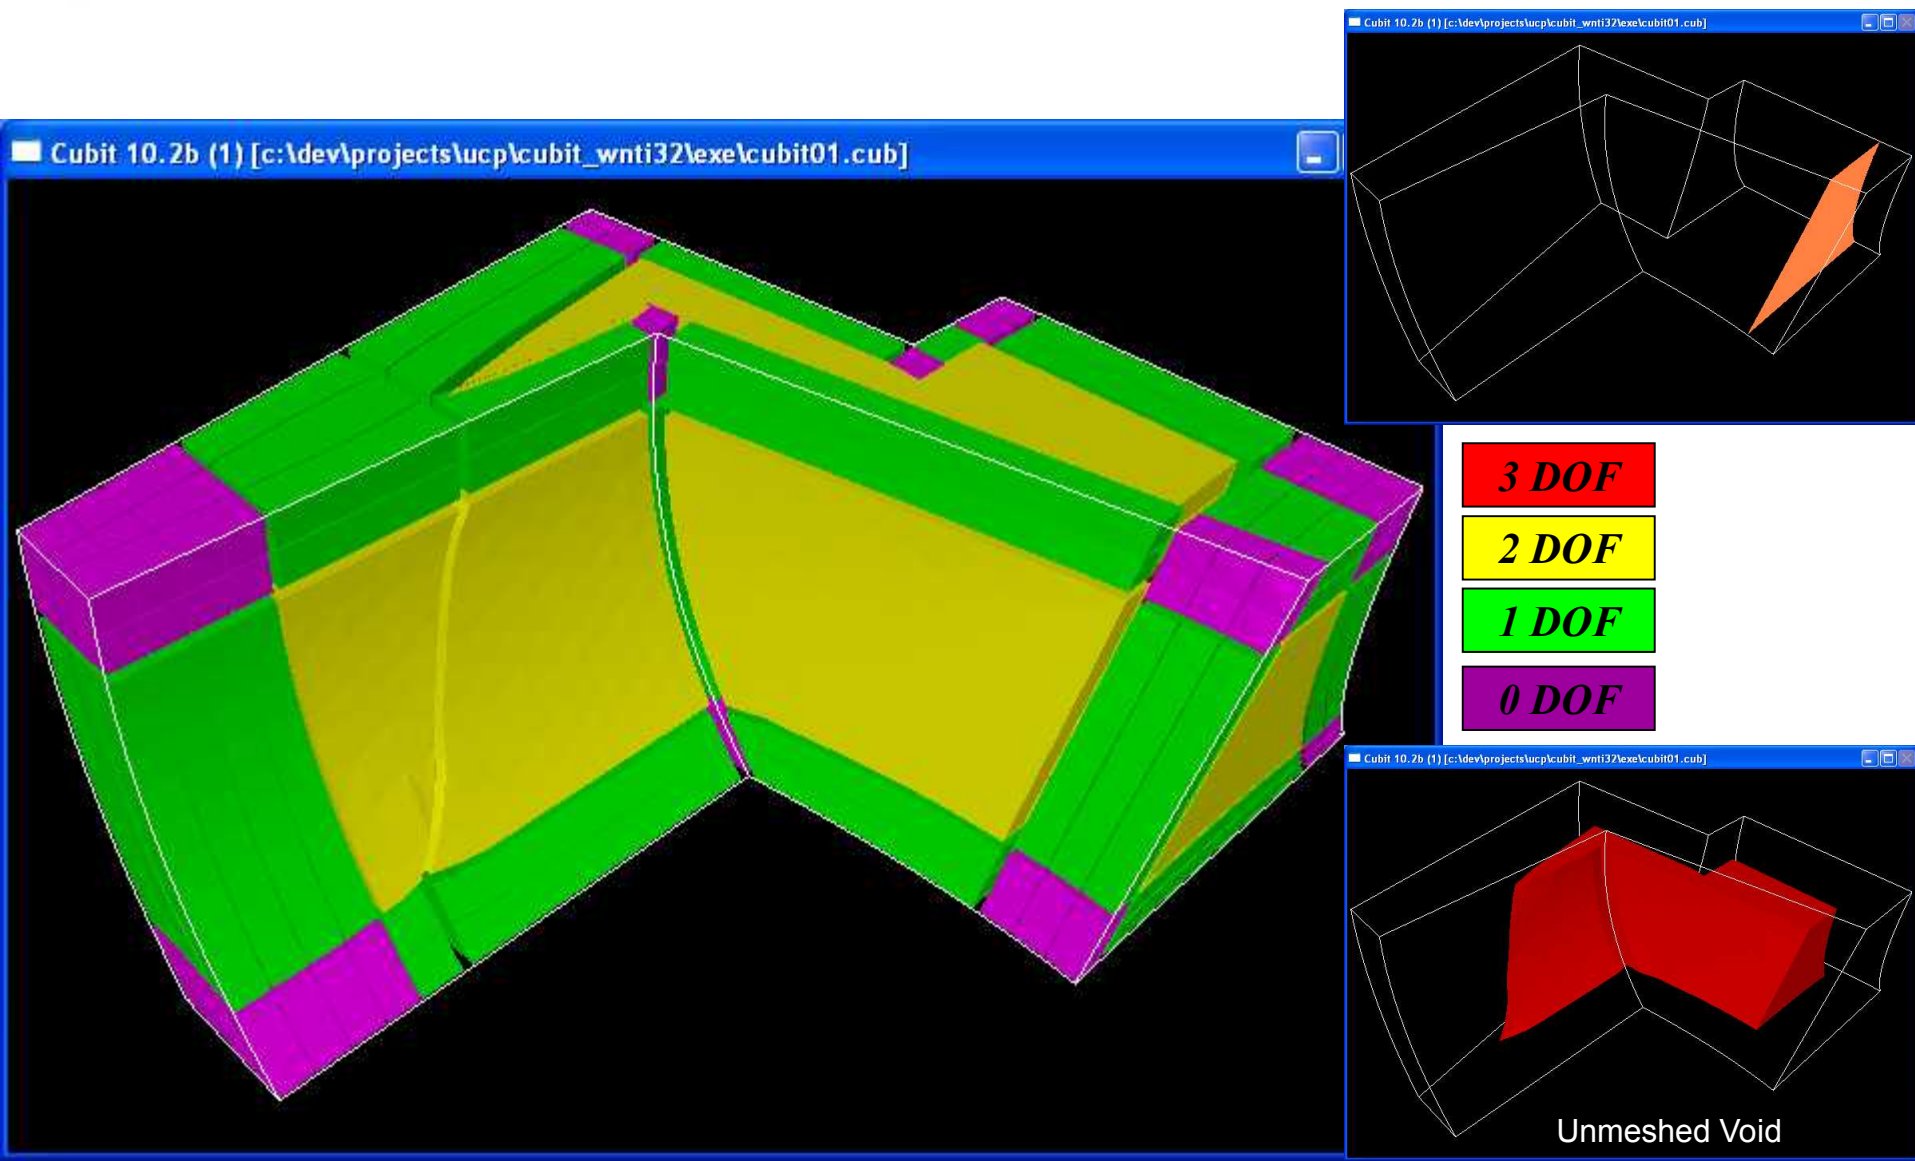 Cubit 10.2b (1) [c:\dev\projects\ucp\cubit_wnti32\exe\cubit01.cub]
Cubit 10.2b (1) [c:\dev\projects\ucp\cubit_wnti32\exe\cubit01.cub]
3 DOF
2 DOF
1 DOF
0 DOF
Cubit 10.2b (1) [c:\dev\projects\ucp\cubit_wnti32\exe\cubit01.cub]
Unmeshed Void